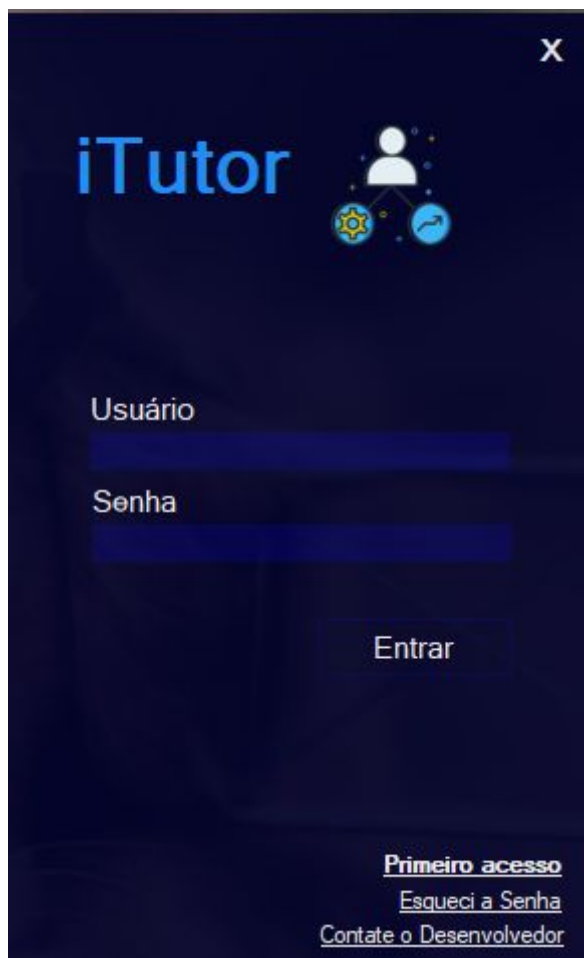 X
iTutor
Usuário
Senha
Entrar
Primeiro acesso
Esqueci a Senha
Contate o Desenvolvedor